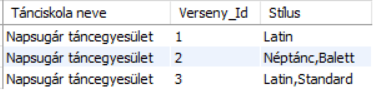 Tánciskola neve Verseny_Id Stílus
Napsugár táncegyesület 1 Latin
Napsugár táncegyesület 2 Néptánc,Balett
Napsugár táncegyesület 3 Latin,Standard